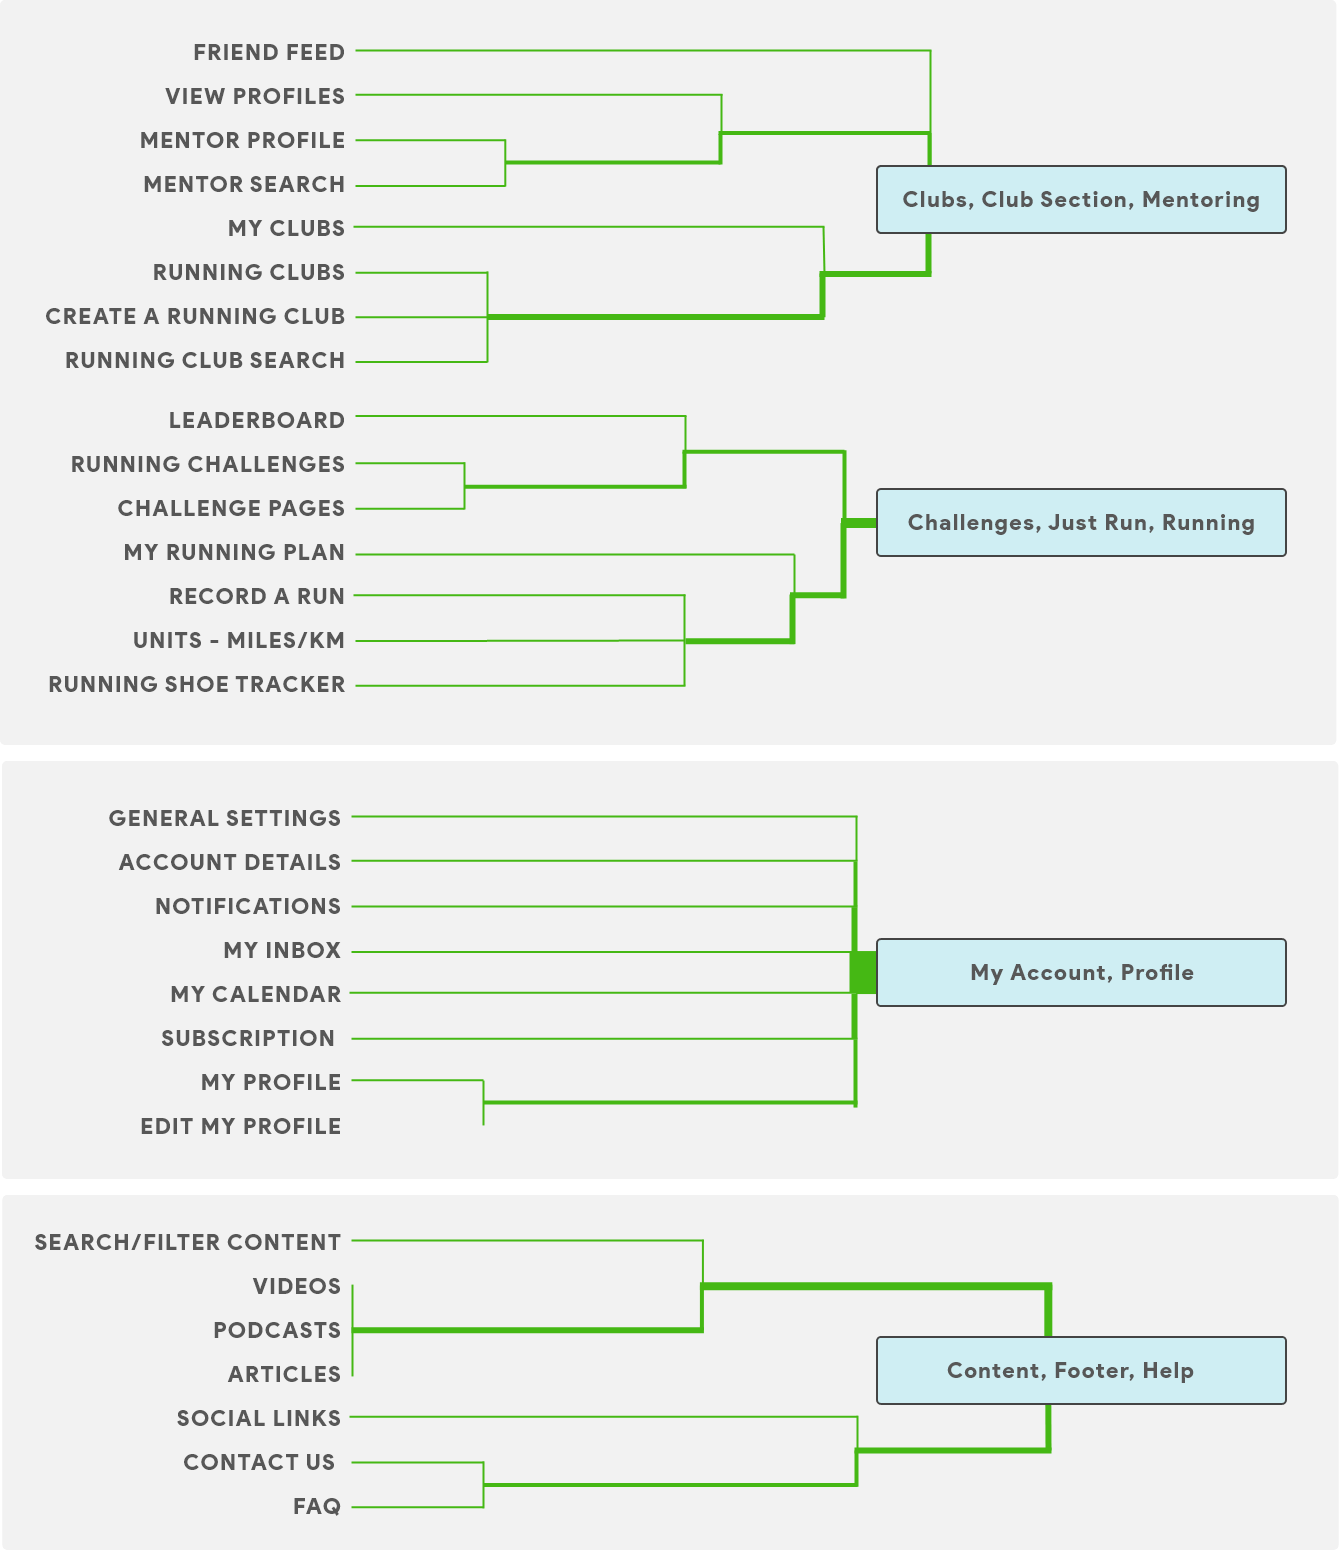 FRIEND FEED
VIEW PROFILES
MENTOR PROFILE
MENTOR SEARCH
Clubs, Club Section, Mentoring
MY CLUBS
RUNNING CLUBS
CREATE A RUNNING CLUB
RUNNING CLUB SEARCH
LEADERBOARD
RUNNING CHALLENGES
CHALLENGE PAGES
Challenges, Just Run, Running
MY RUNNING PLAN
RECORD A RUN
UNITS - MILES/KM
RUNNING SHOE TRACKER
GENERAL SETTINGS
ACCOUNT DETAILS
NOTIFICATIONS
MY INBOX
My Account, Profile
MY CALENDAR
SUBSCRIPTION
MY PROFILE
EDIT MY PROFILE
SEARCH/FILTER CONTENT
VIDEOS
PODCASTS
Content, Footer, Help
ARTICLES
SOCIAL LINKS
CONTACT US
FAQ